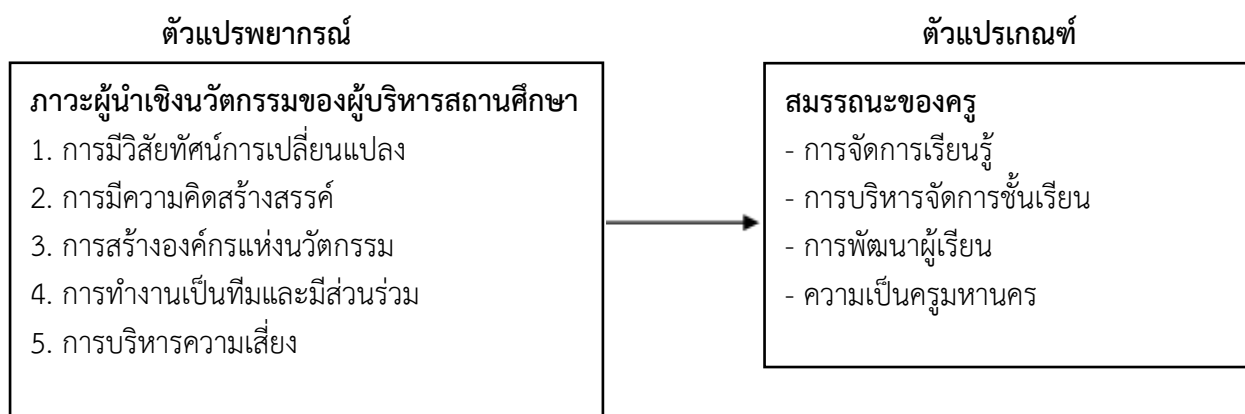 ตัวแปรพยากรณ์
ภาวะผู้นำเชิงนวัตกรรมของผู้บริหารสถานศึกษา
1. การมีวิสัยทัศน์การเปลี่ยนแปลง
2. การมีความคิดสร้างสรรค์
3. การสร้างองค์กรแห่งนวัตกรรม
4. การทำงานเป็นทีมและมีส่วนร่วม
5. การบริหารความเสี่ยง
ตัวแปรเกณฑ์
สมรรถนะของครู
- การจัดการเรียนรู้
- การบริหารจัดการชั้นเรียน
- การพัฒนาผู้เรียน
- ความเป็นครูมหานคร